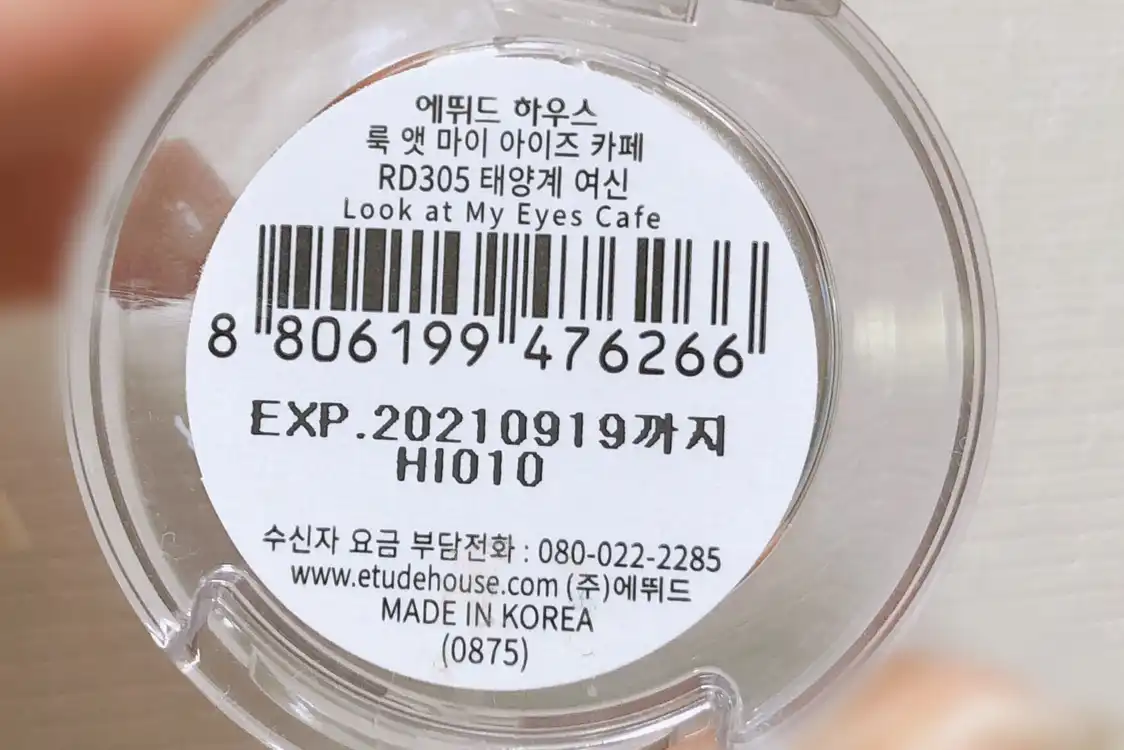 에뛰드 하우스
룩 앳 마이 아이즈 카페
RD305 태양계 여신
Look at My Eyes Cafe
8 806199 476266
EXP.20210919까지
HI010
수신자 요금 부담전화 : 080-022-2285
www.etudehouse.com (주)에뛰드
MADE IN KOREA
(0875)